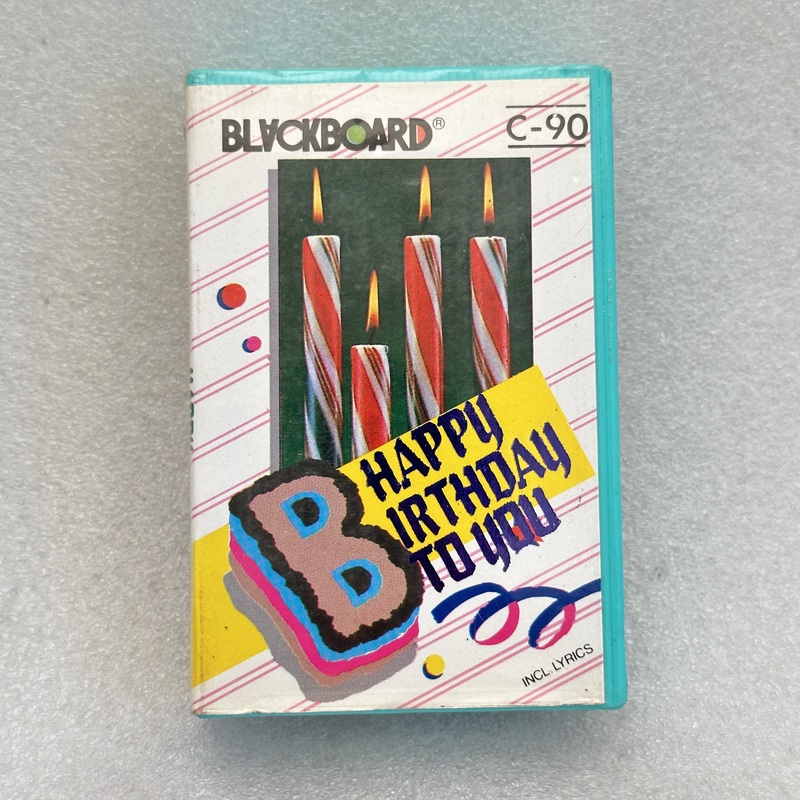 BLACKBOARD®
C-90
HAPPY
BIRTHDAY
TO YOU
INCL. LYRICS